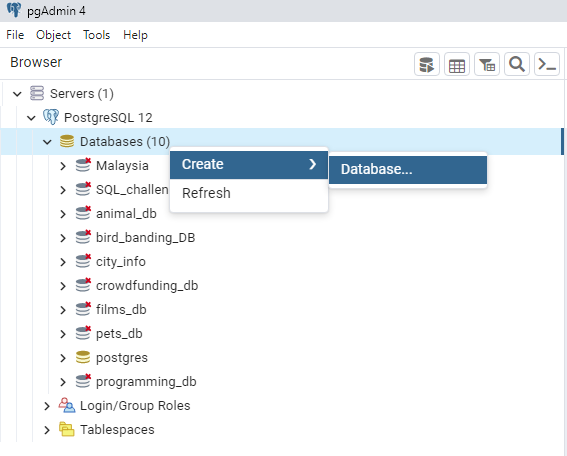 pgAdmin 4
File Object Tools Help
Browser
Servers (1)
PostgreSQL 12
Databases (10)
Malaysia
Create
Database...
SQL_challen
Refresh
animal_db
bird_banding_DB
city_info
crowdfunding_db
films_db
pets_db
postgres
programming_db
Login/Group Roles
Tablespaces